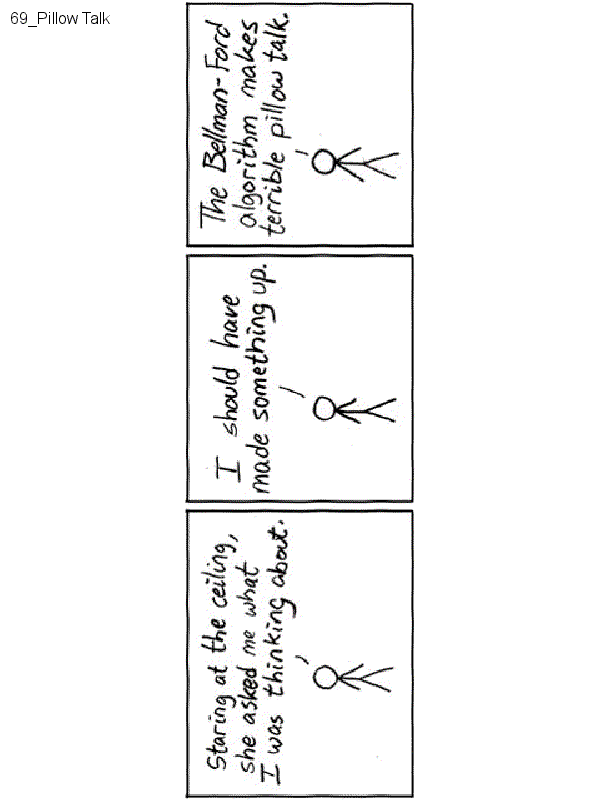 69_Pillow Talk
Staring at the ceiling,
she asked me what
I was thinking about.
I should have
made something up.
The Bellman-Ford
algorithm makes
terrible pillow talk.